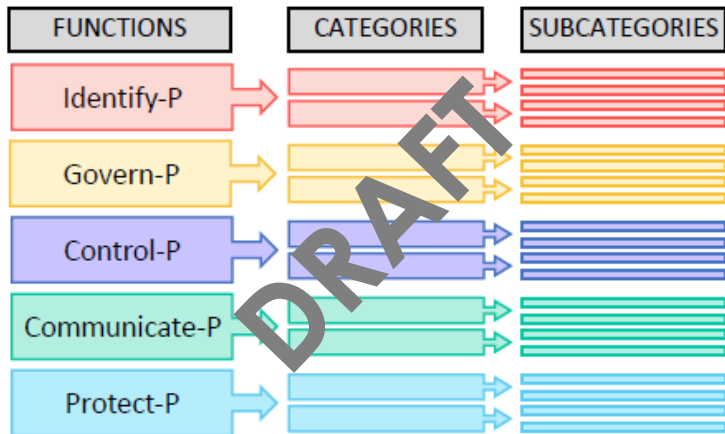 FUNCTIONS
CATEGORIES
SUBCATEGORIES
Identify-P
Govern-P
Control-P
Communicate-P
Protect-P
DRAFT